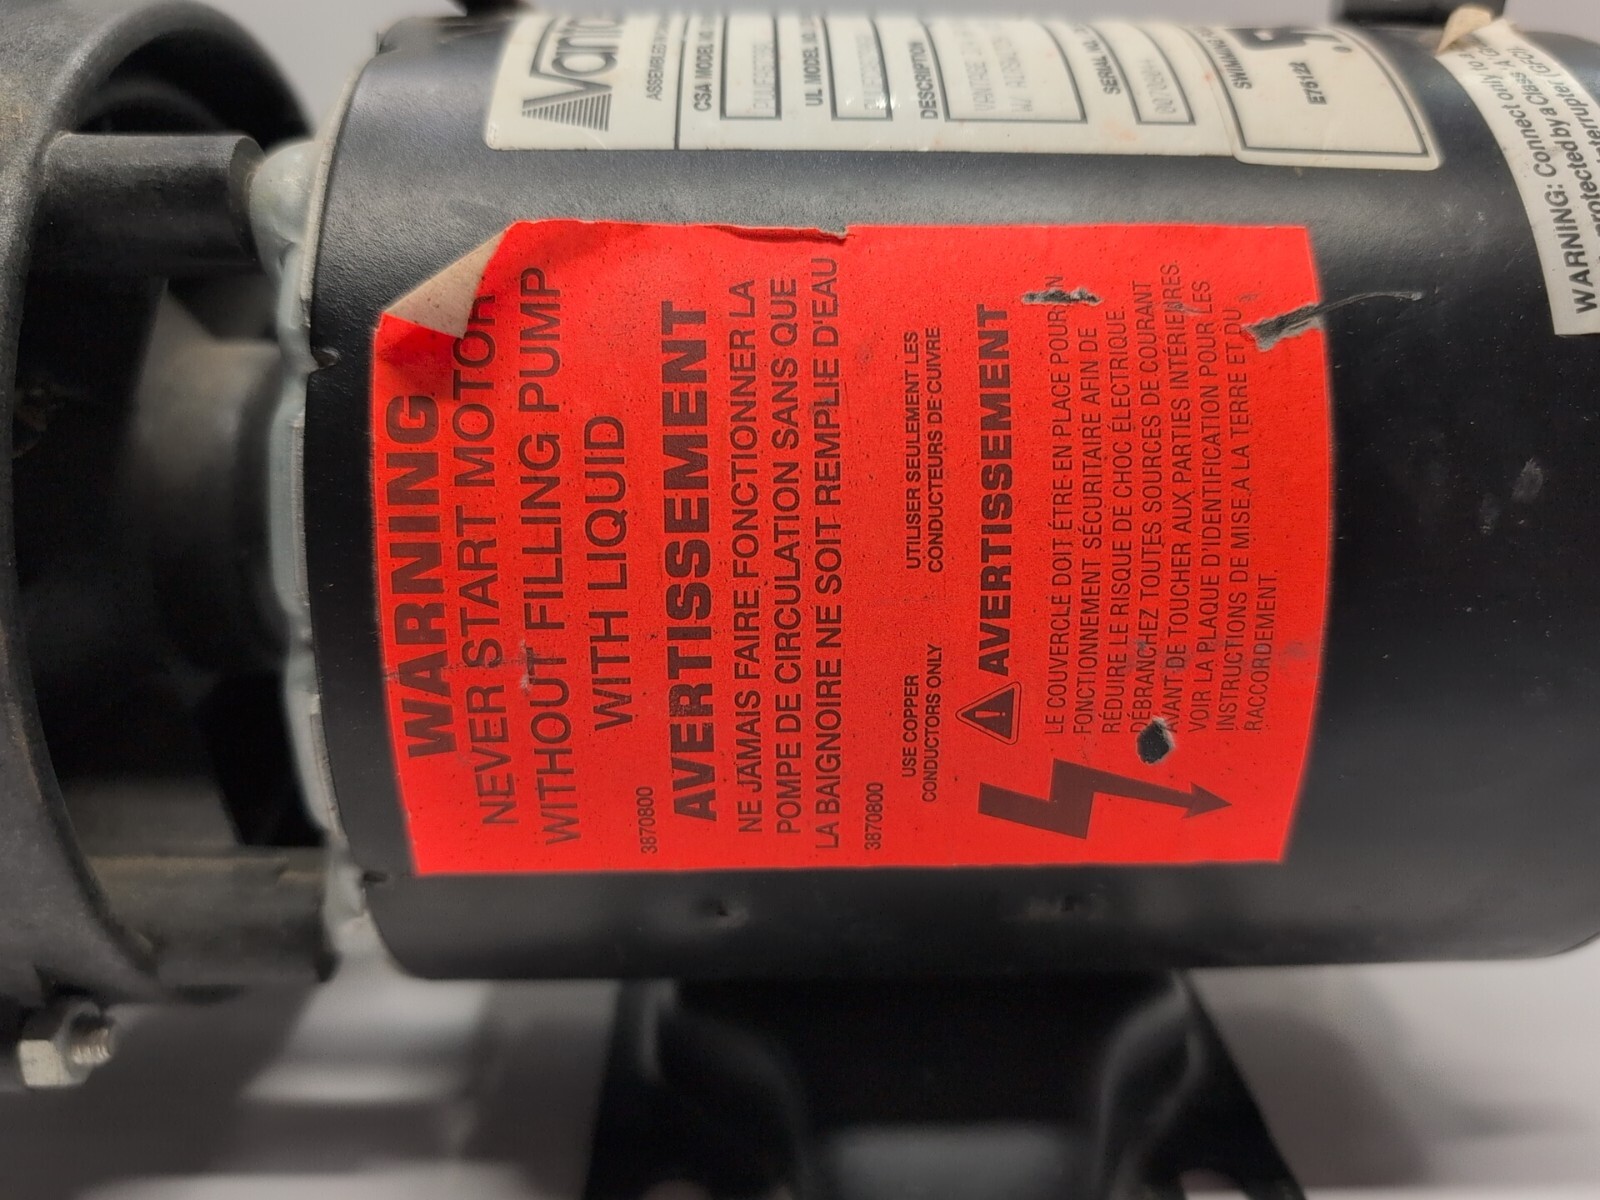 WARNING
NEVER START MOTOR
WITHOUT FILLING PUMP
WITH LIQUID
3870800
AVERTISSEMENT
NE JAMAIS FAIRE FONCTIONNER LA
POMPE DE CIRCULATION SANS QUE
LA BAIGNOIRE NE SOIT REMPLIE D'EAU
3870800
USE COPPER
CONDUCTORS ONLY
UTILISER SEULEMENT LES
CONDUCTEURS DE CUIVRE
AVERTISSEMENT
LE COUVERCLE DOIT ÊTRE EN PLACE POUR
FONCTIONNEMENT SÉCURITAIRE AFIN DE
RÉDUIRE LE RISQUE DE CHOC ÉLECTRIQUE.
DÉBRANCHEZ TOUTES SOURCES DE COURANT
AVANT DE TOUCHER AUX PARTIES INTÉRIEURES.
VOIR LA PLAQUE D'IDENTIFICATION POUR LES
INSTRUCTIONS DE MISE A LA TERRE ET DU
RACCORDEMENT.
ASSEMBLED IN
CSA MODEL NO.
UL MODEL NO.
DESCRIPTION
SERIAL NO.
SWIMMING
E75122
WARNING: Connect only to a
protected by a Class A
Interrupter (GFCI).